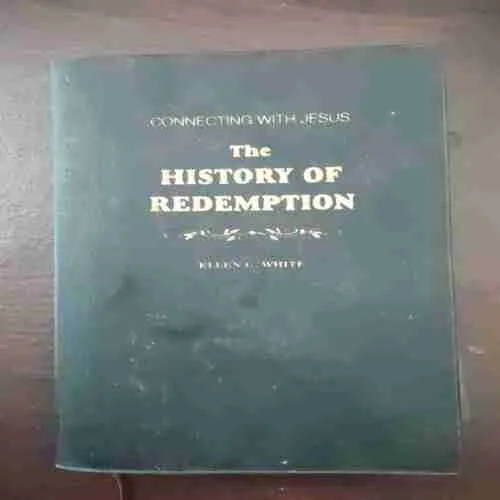 CONNECTING WITH JESUS
The
HISTORY OF
REDEMPTION
ELLEN G. WHITE